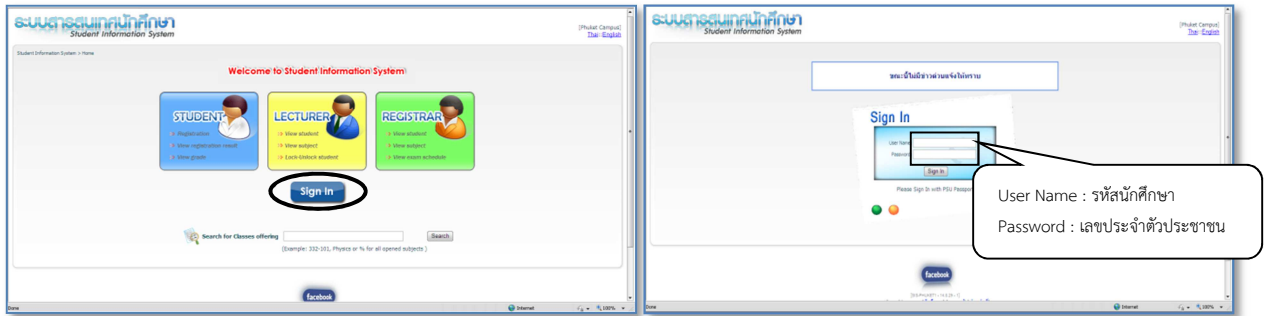 ระบบสารสนเทศนักศึกษา
Student Information System
[Phuket Campus]
Thai | English
Student Information System > Home
Welcome to Student Information System
STUDENT
>> Registration
>> View registration result
>> View grade
LECTURER
>> View student
>> View subject
>> Lock-Unlock student
REGISTRAR
>> View student
>> View subject
>> View exam schedule
Sign In
Search for Classes offering
Search
(Example: 332-101, Physics or % for all opened subjects )
facebook
Done
Internet
100%
ระบบสารสนเทศนักศึกษา
Student Information System
[Phuket Campus]
Thai | English
ขณะนี้ไม่มีข่าวด่วนแจ้งให้ทราบ
Sign In
User Name
Password
Sign In
Please Sign In with PSU Passport
User Name : รหัสนักศึกษา
Password : เลขประจำตัวประชาชน
facebook
Done
Internet
100%